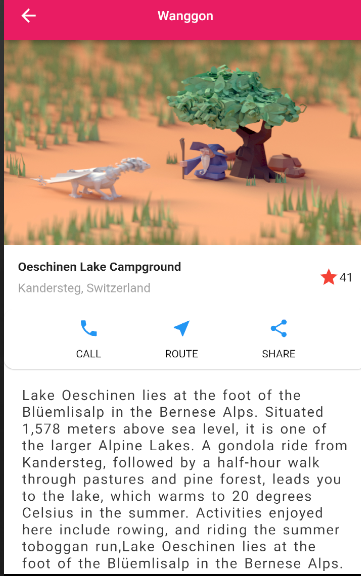 Wanggon
Oeschinen Lake Campground
Kandersteg, Switzerland
41
CALL
ROUTE
SHARE
Lake Oeschinen lies at the foot of the
Blüemlisalp in the Bernese Alps. Situated
1,578 meters above sea level, it is one of
the larger Alpine Lakes. A gondola ride from
Kandersteg, followed by a half-hour walk
through pastures and pine forest, leads you
to the lake, which warms to 20 degrees
Celsius in the summer. Activities enjoyed
here include rowing, and riding the summer
toboggan run,Lake Oeschinen lies at the
foot of the Blüemlisalp in the Bernese Alps.